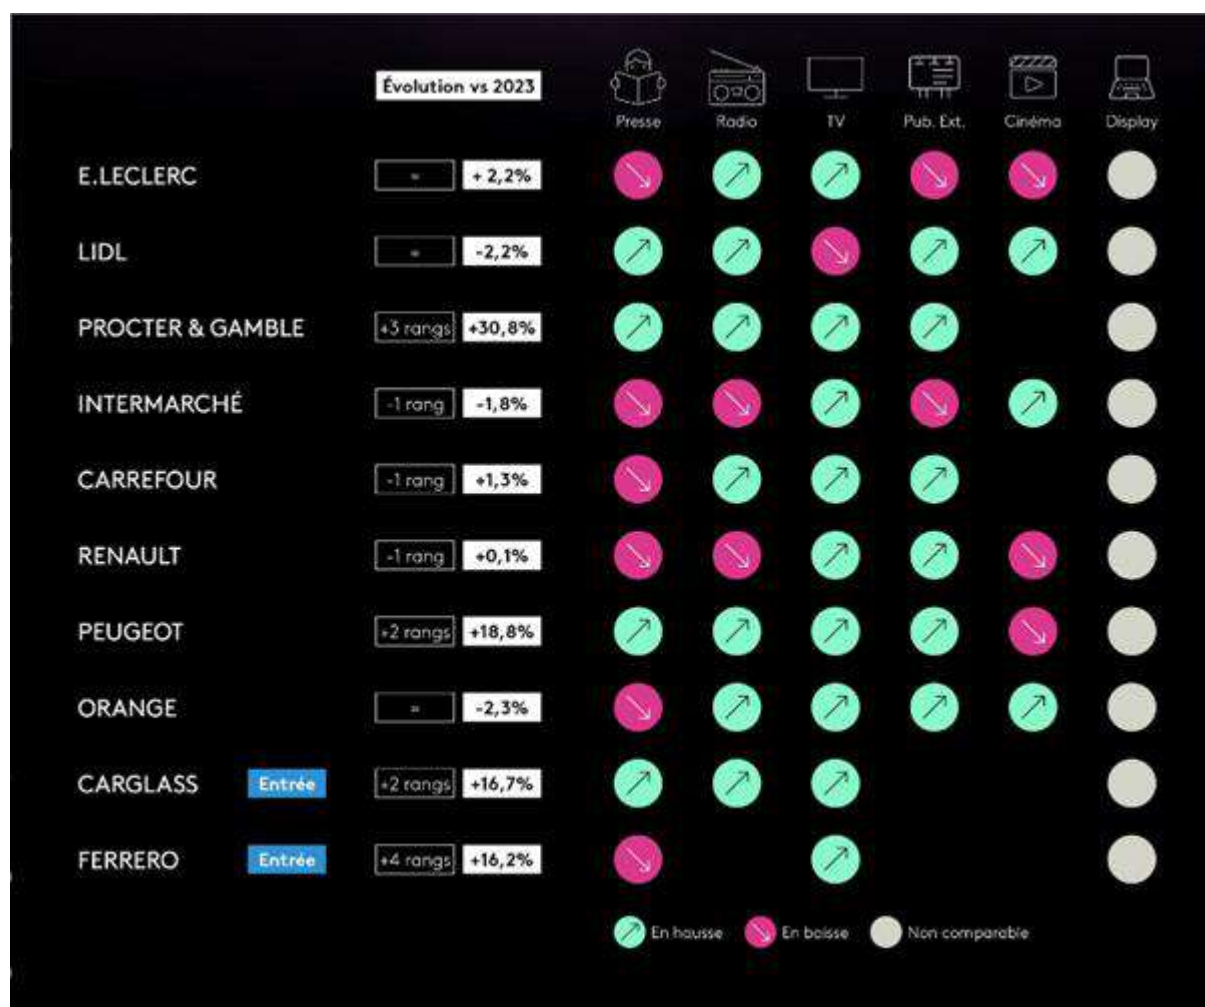 Évolution vs 2023
Presse Radio TV Pub. Ext. Cinéma Display
E.LECLERC = + 2,2%
LIDL = -2,2%
PROCTER & GAMBLE +3 rangs +30,8%
INTERMARCHÉ -1 rang -1,8%
CARREFOUR -1 rang +1,3%
RENAULT -1 rang +0,1%
PEUGEOT +2 rangs +18,8%
ORANGE = -2,3%
CARGLASS Entrée +2 rangs +16,7%
FERRERO Entrée +4 rangs +16,2%
En hausse En baisse Non comparable